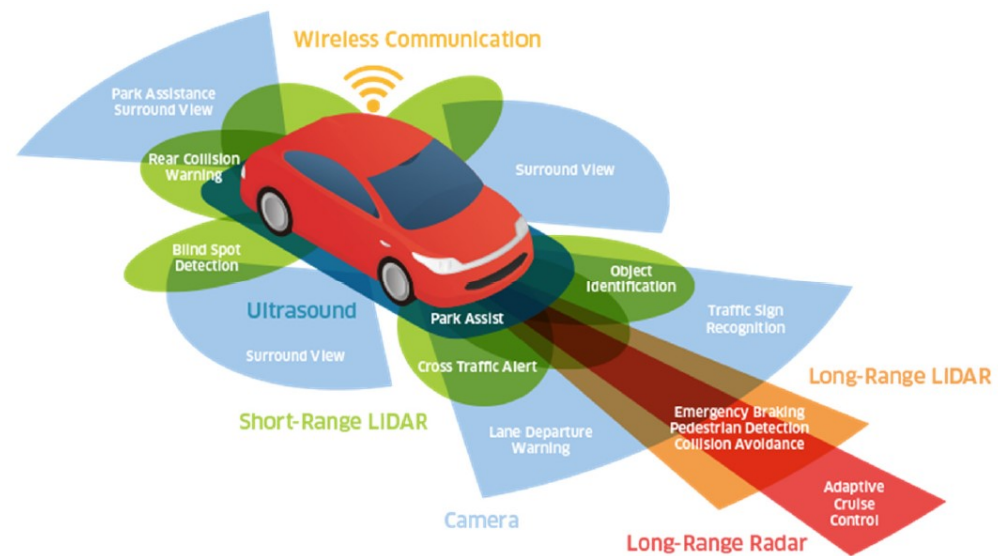 Wireless Communication
Park Assistance
Surround View
Rear Collision
Warning
Surround View
Blind Spot
Detection
Object
Identification
Ultrasound
Park Assist
Traffic Sign
Recognition
Surround View
Cross Traffic Alert
Long-Range LIDAR
Short-Range LIDAR
Emergency Braking
Pedestrian Detection
Collision Avoidance
Lane Departure
Warning
Adaptive
Cruise
Control
Camera
Long-Range Radar